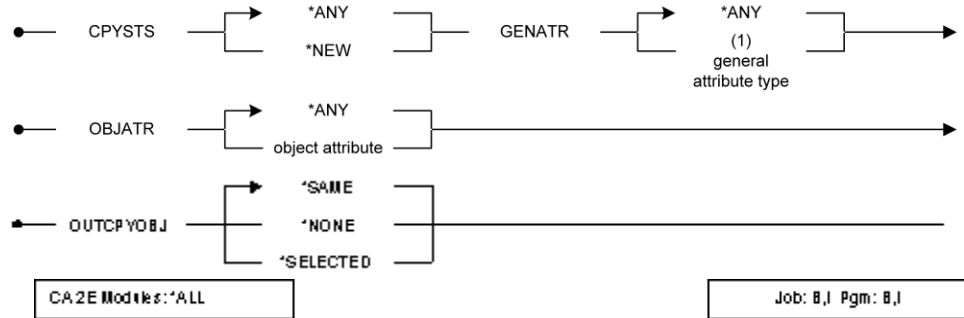 *ANY *ANY
CPYSTS GENATR
*NEW (1)
general
attribute type
*ANY
OBJATR
object attribute
*SAME
OUTCPYOBJ *NONE
*SELECTED
CA 2E Modules: *ALL Job: B,I Pgm: B,I